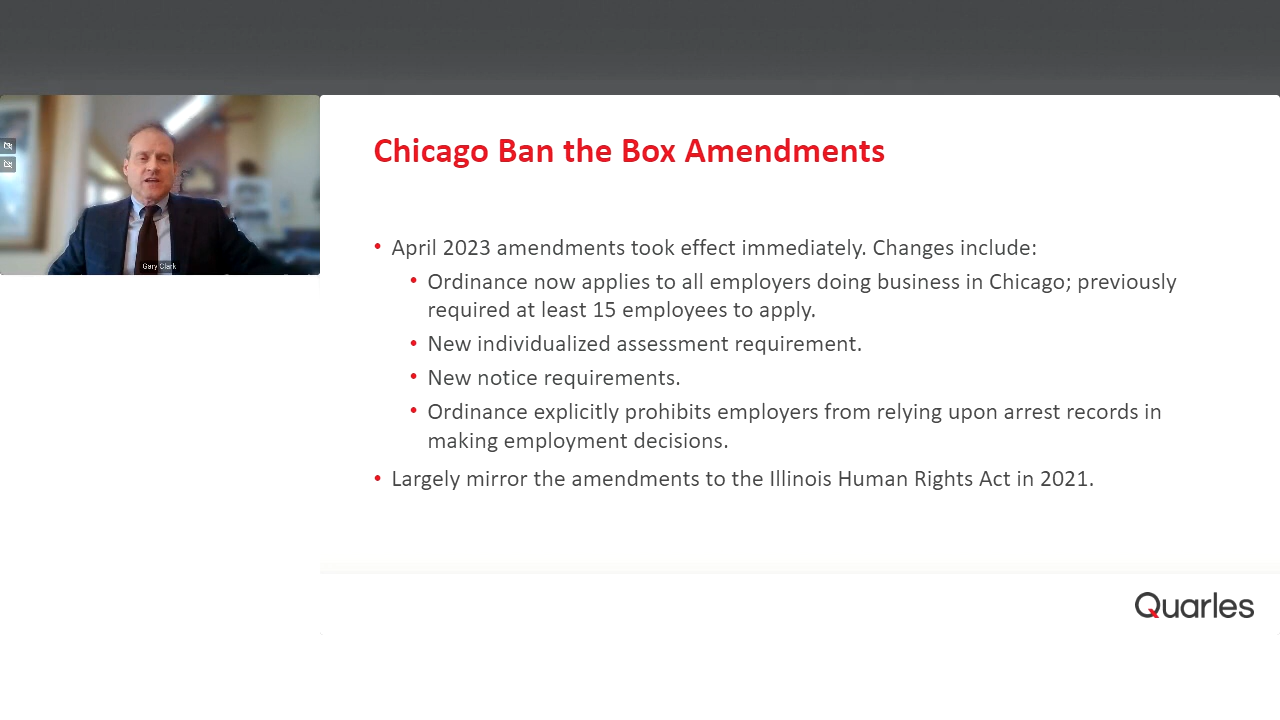 Gary Clark
Chicago Ban the Box Amendments
• April 2023 amendments took effect immediately. Changes include:
• Ordinance now applies to all employers doing business in Chicago; previously
required at least 15 employees to apply.
• New individualized assessment requirement.
• New notice requirements.
• Ordinance explicitly prohibits employers from relying upon arrest records in
making employment decisions.
• Largely mirror the amendments to the Illinois Human Rights Act in 2021.
Quarles